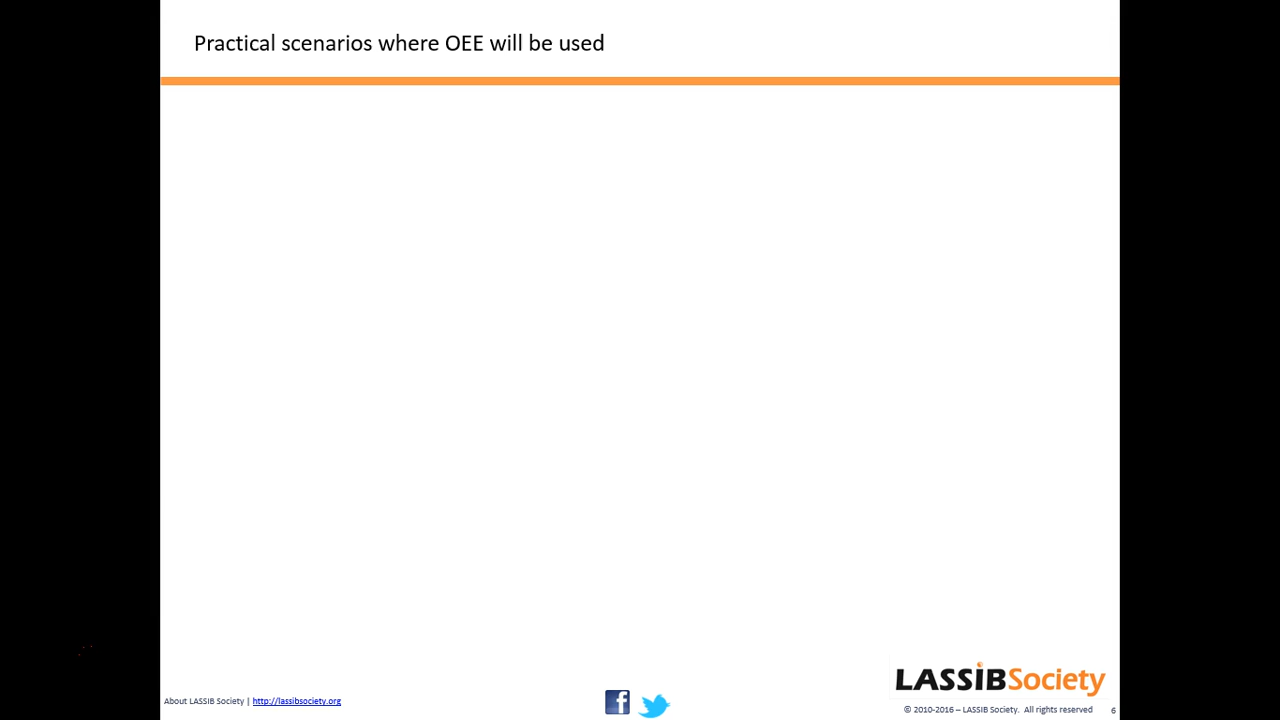 Practical scenarios where OEE will be used
About LASSIB Society | http://lassibsociety.org
LASSiBSociety
© 2010-2016 – LASSIB Society. All rights reserved 6